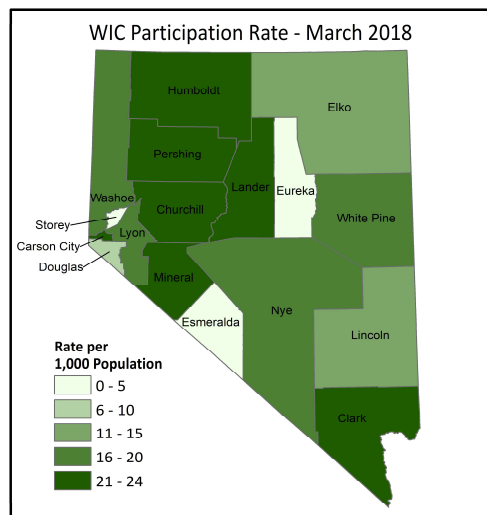 WIC Participation Rate - March 2018
Humboldt
Elko
Pershing
Lander
Eureka
Washoe
Churchill
White Pine
Storey
Lyon
Carson City
Douglas
Mineral
Nye
Esmeralda
Lincoln
Clark
Rate per
1,000 Population
0 - 5
6 - 10
11 - 15
16 - 20
21 - 24